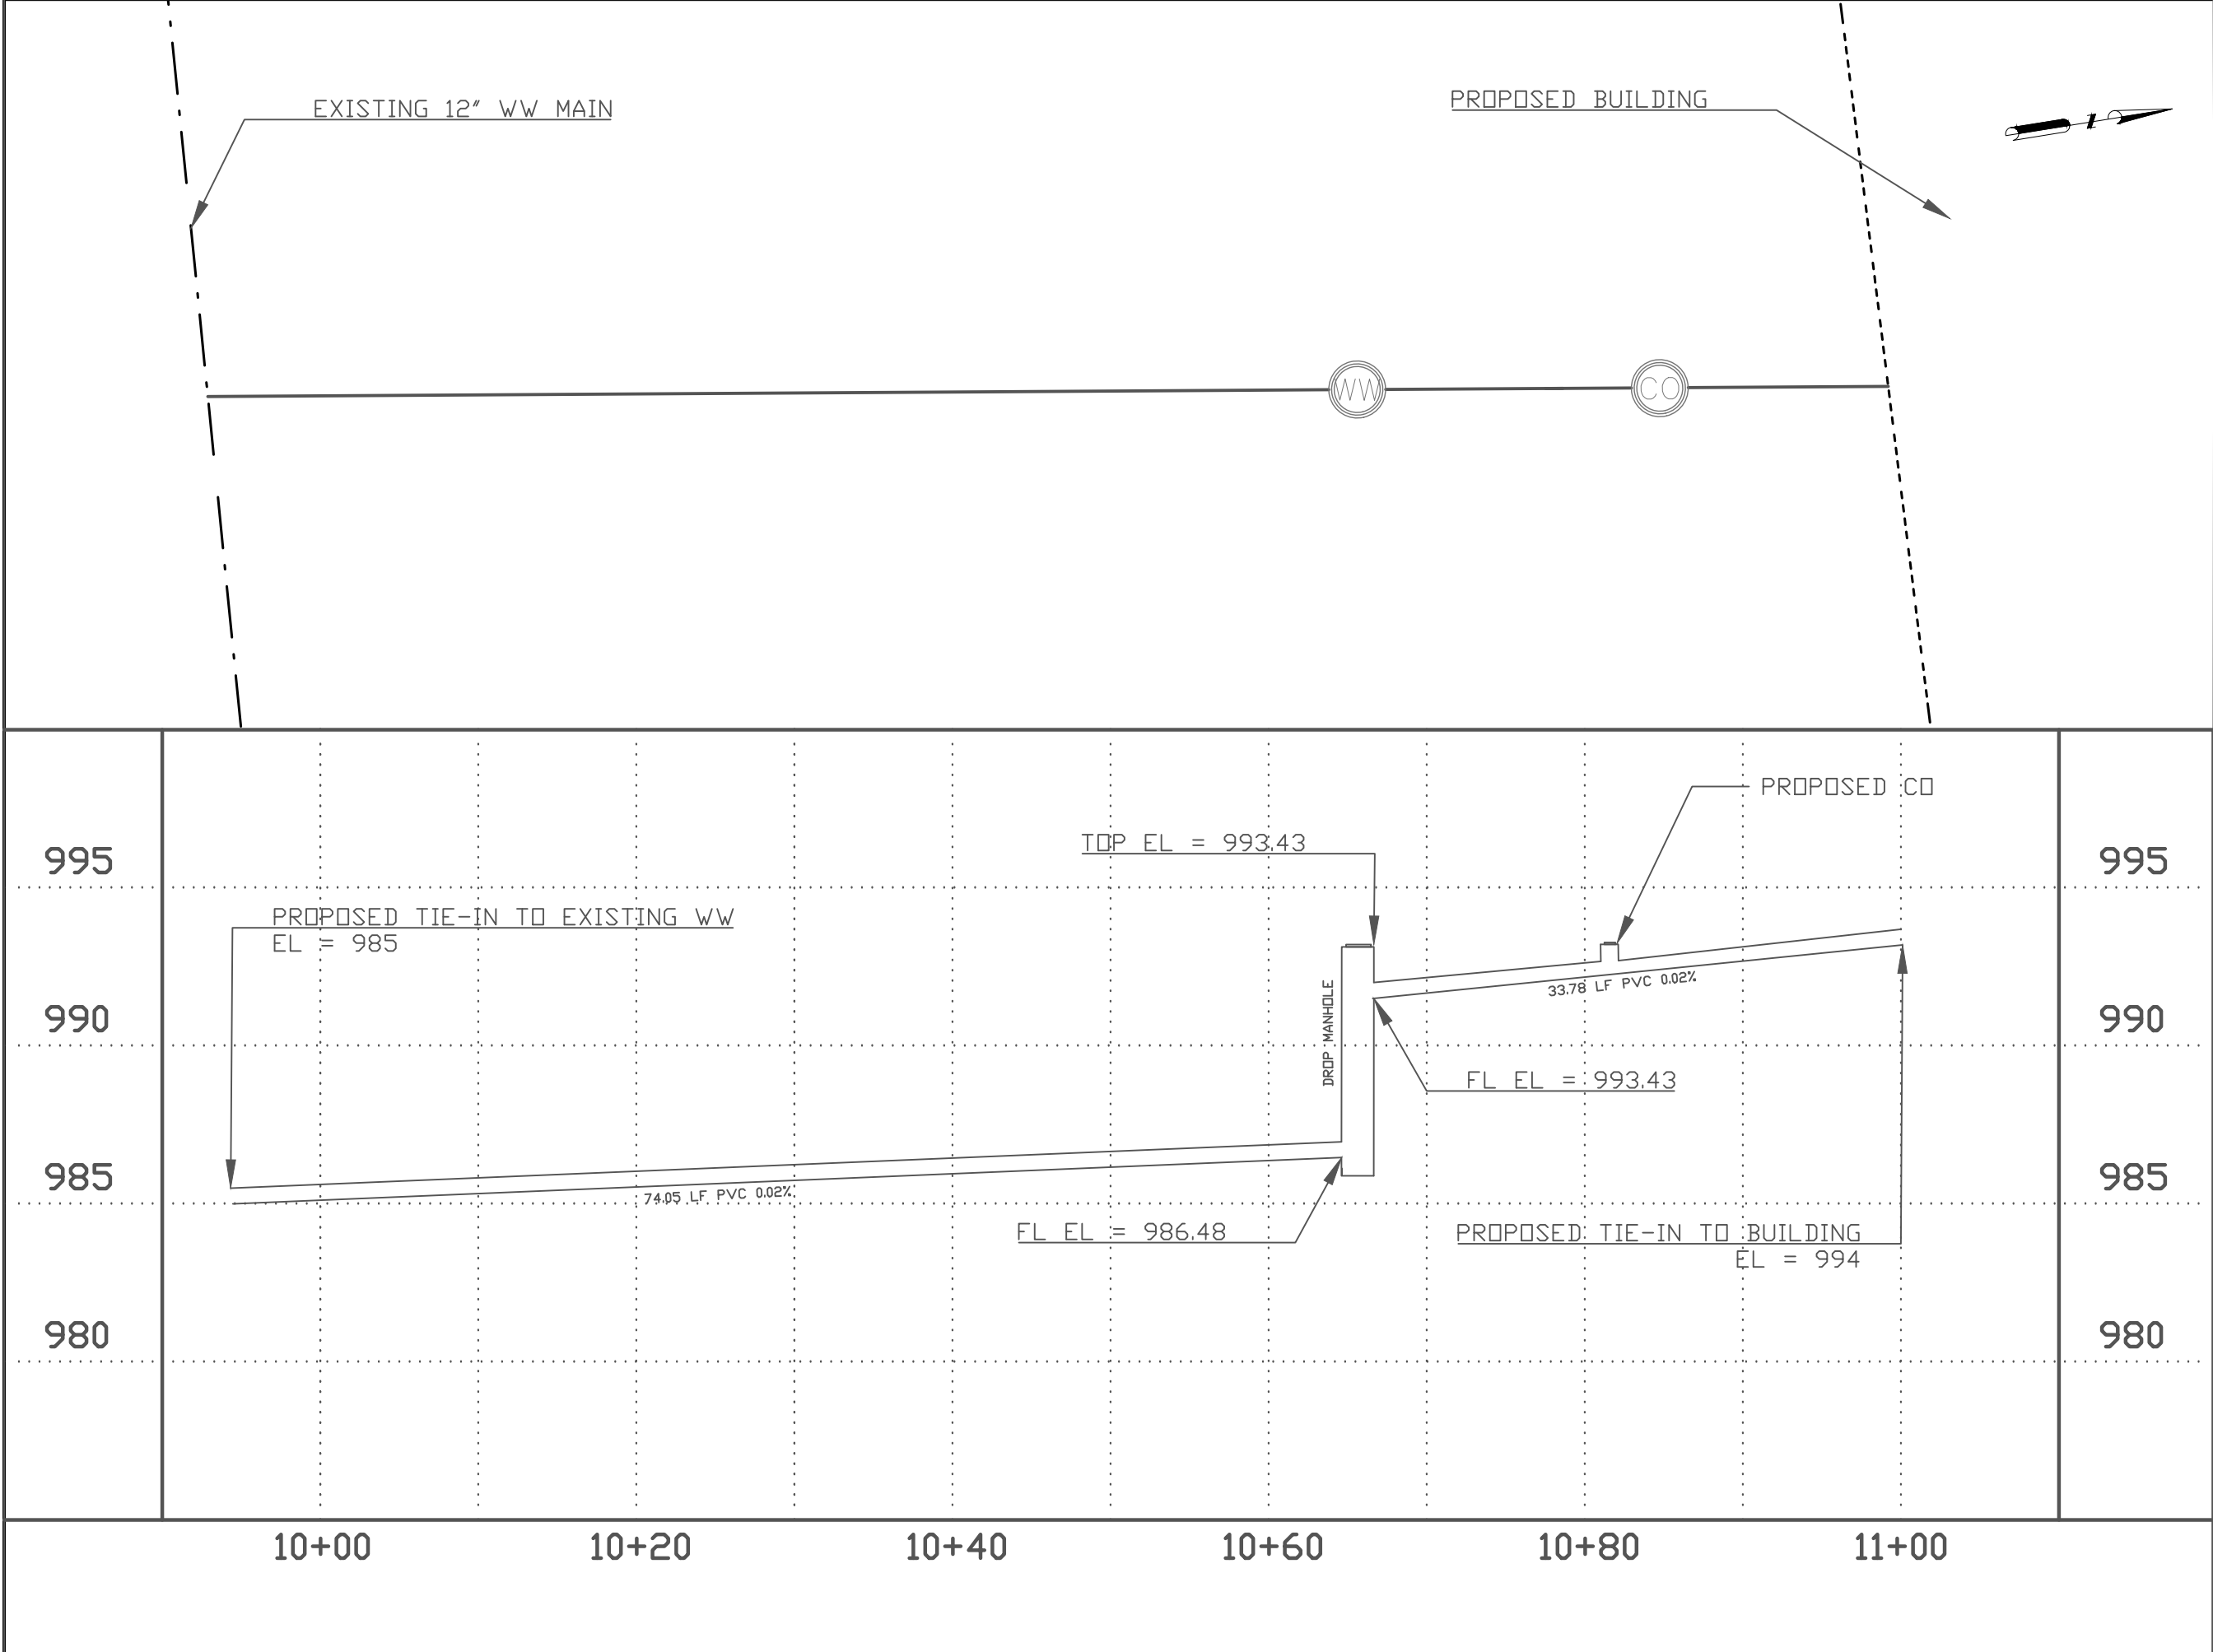 EXISTING 12" WW MAIN
PROPOSED BUILDING
WW
CO
PROPOSED CO
TOP EL = 993.43
995
995
PROPOSED TIE-IN TO EXISTING WW
EL = 985
DROP MANHOLE
33.78 LF PVC 0.02%
990
990
FL EL = 993.43
985
985
74.05 LF PVC 0.02%
FL EL = 986.48
PROPOSED TIE-IN TO BUILDING
EL = 994
980
980
10+00 10+20 10+40 10+60 10+80 11+00